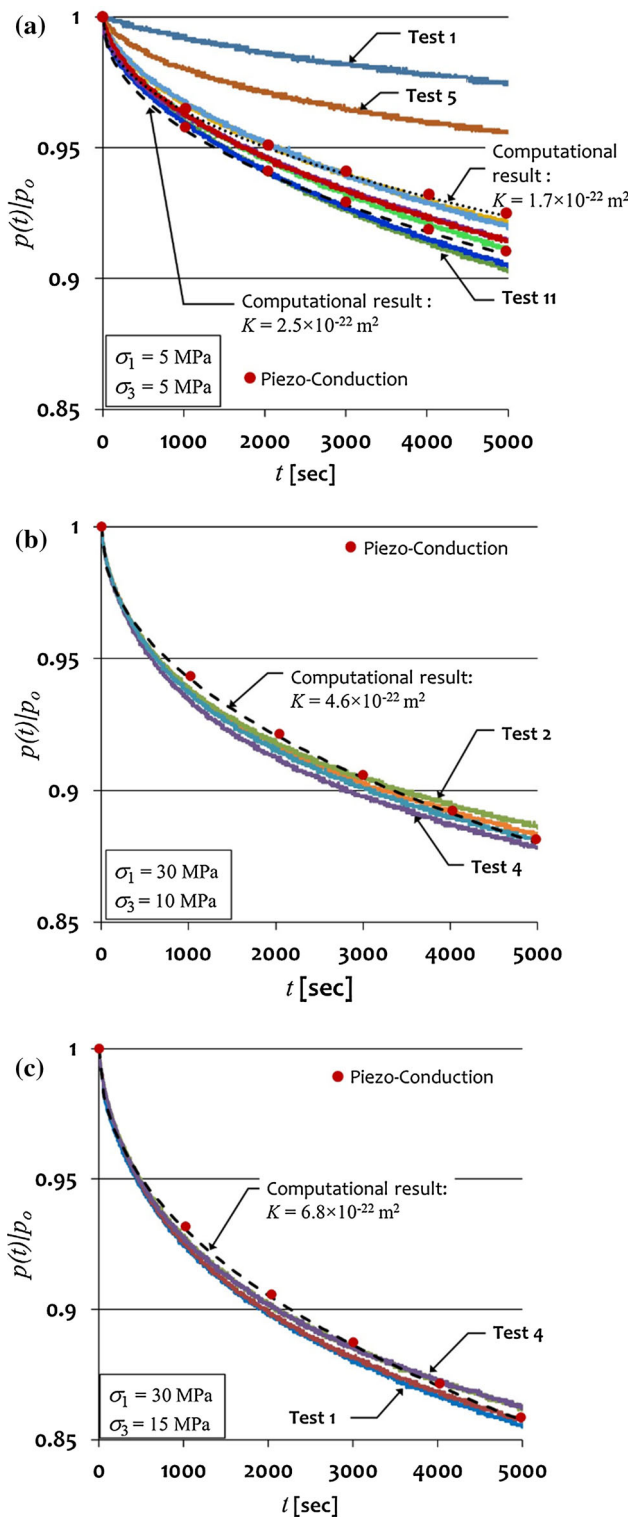 (a)
1
0.95
0.9
0.85
p(t)|pₒ
Test 1
Test 5
Computational
result :
K = 1.7×10⁻²² m²
Test 11
Computational result :
K = 2.5×10⁻²² m²
σ₁ = 5 MPa
σ₃ = 5 MPa
Piezo-Conduction
0 1000 2000 3000 4000 5000
t [sec]
(b)
1
0.95
0.9
0.85
p(t)|pₒ
Piezo-Conduction
Computational result:
K = 4.6×10⁻²² m²
Test 2
Test 4
σ₁ = 30 MPa
σ₃ = 10 MPa
0 1000 2000 3000 4000 5000
t [sec]
(c)
1
0.95
0.9
0.85
p(t)|pₒ
Piezo-Conduction
Computational result:
K = 6.8×10⁻²² m²
Test 4
Test 1
σ₁ = 30 MPa
σ₃ = 15 MPa
0 1000 2000 3000 4000 5000
t [sec]